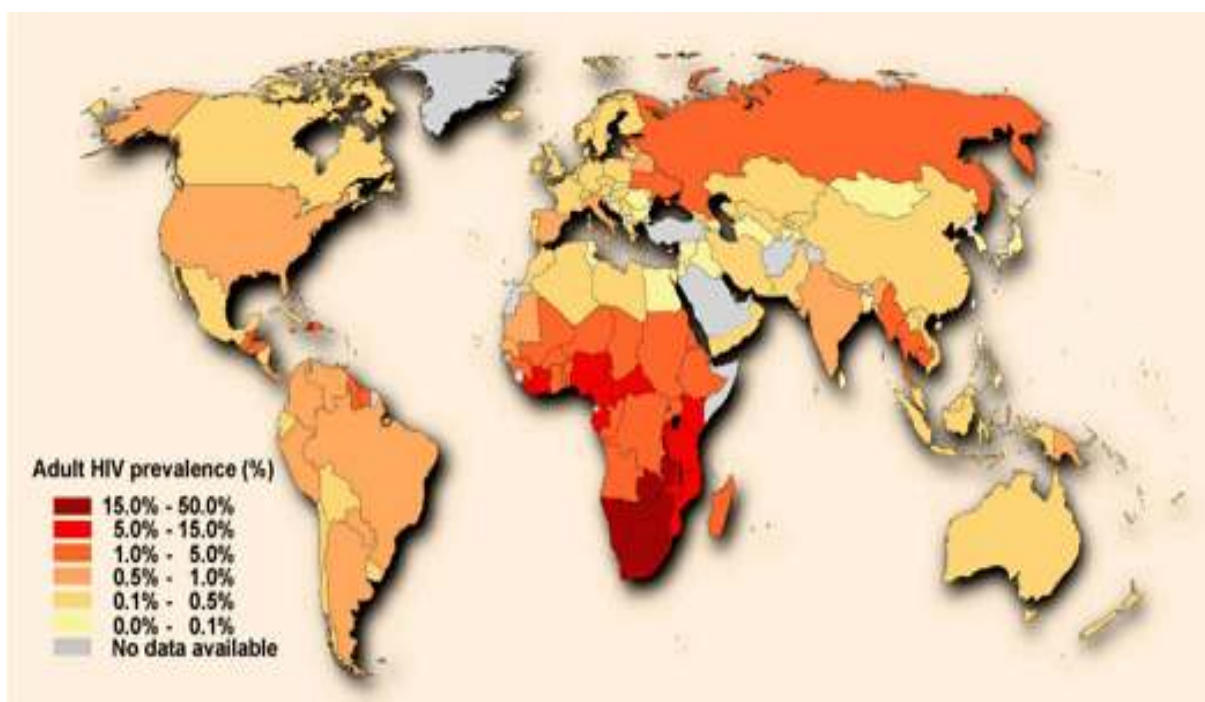 Adult HIV prevalence (%)
15.0% - 50.0%
5.0% - 15.0%
1.0% - 5.0%
0.5% - 1.0%
0.1% - 0.5%
0.0% - 0.1%
No data available